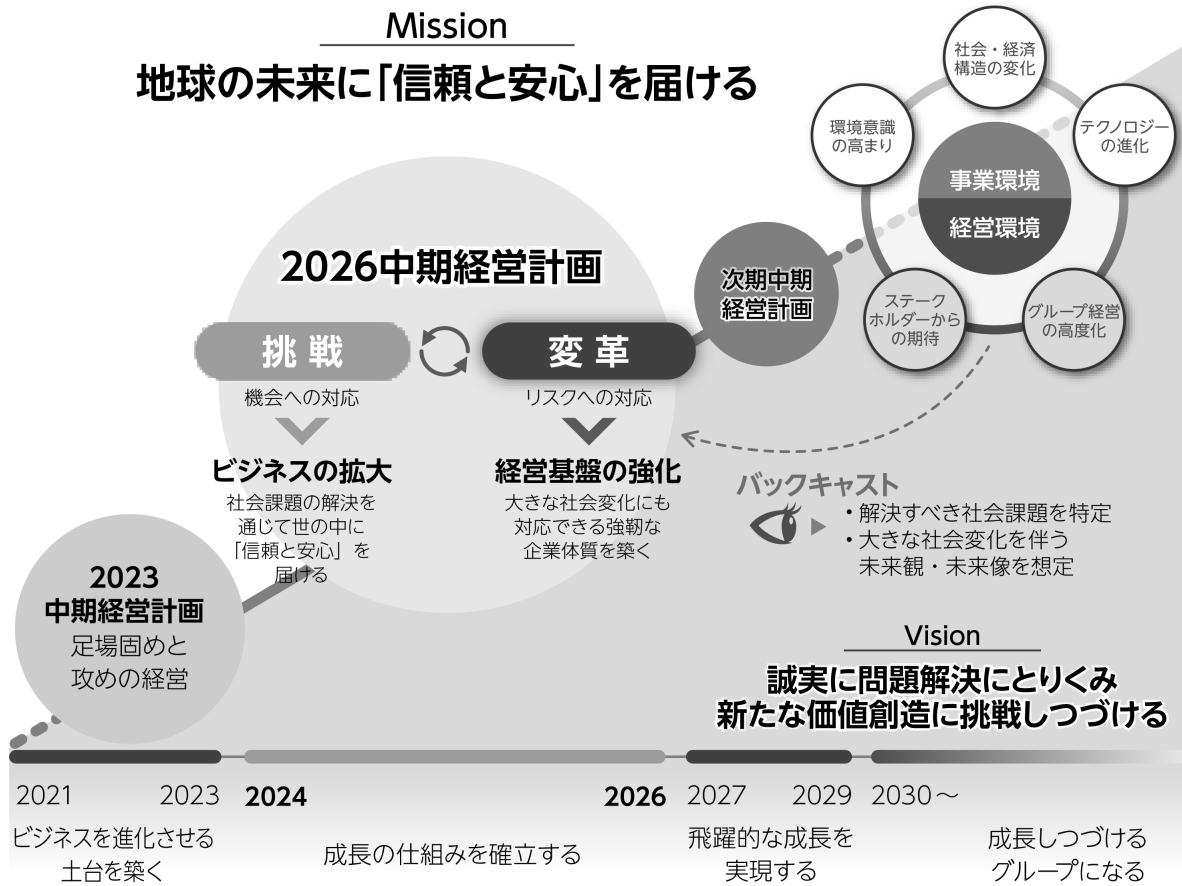 Mission
地球の未来に「信頼と安心」を届ける
社会・経済
構造の変化
環境意識
の高まり
テクノロジー
の進化
事業環境
経営環境
ステーク
ホルダーから
の期待
グループ経営
の高度化
2026中期経営計画
次期中期
経営計画
挑戦
変革
機会への対応
リスクへの対応
ビジネスの拡大
社会課題の解決を
通じて世の中に
「信頼と安心」を
届ける
経営基盤の強化
大きな社会変化にも
対応できる強靭な
企業体質を築く
バックキャスト
・解決すべき社会課題を特定
・大きな社会変化を伴う
未来観・未来像を想定
2023
中期経営計画
足場固めと
攻めの経営
Vision
誠実に問題解決にとりくみ
新たな価値創造に挑戦しつづける
2021 2023 2024 2026 2027 2029 2030～
ビジネスを進化させる
土台を築く
成長の仕組みを確立する
飛躍的な成長を
実現する
成長しつづける
グループになる